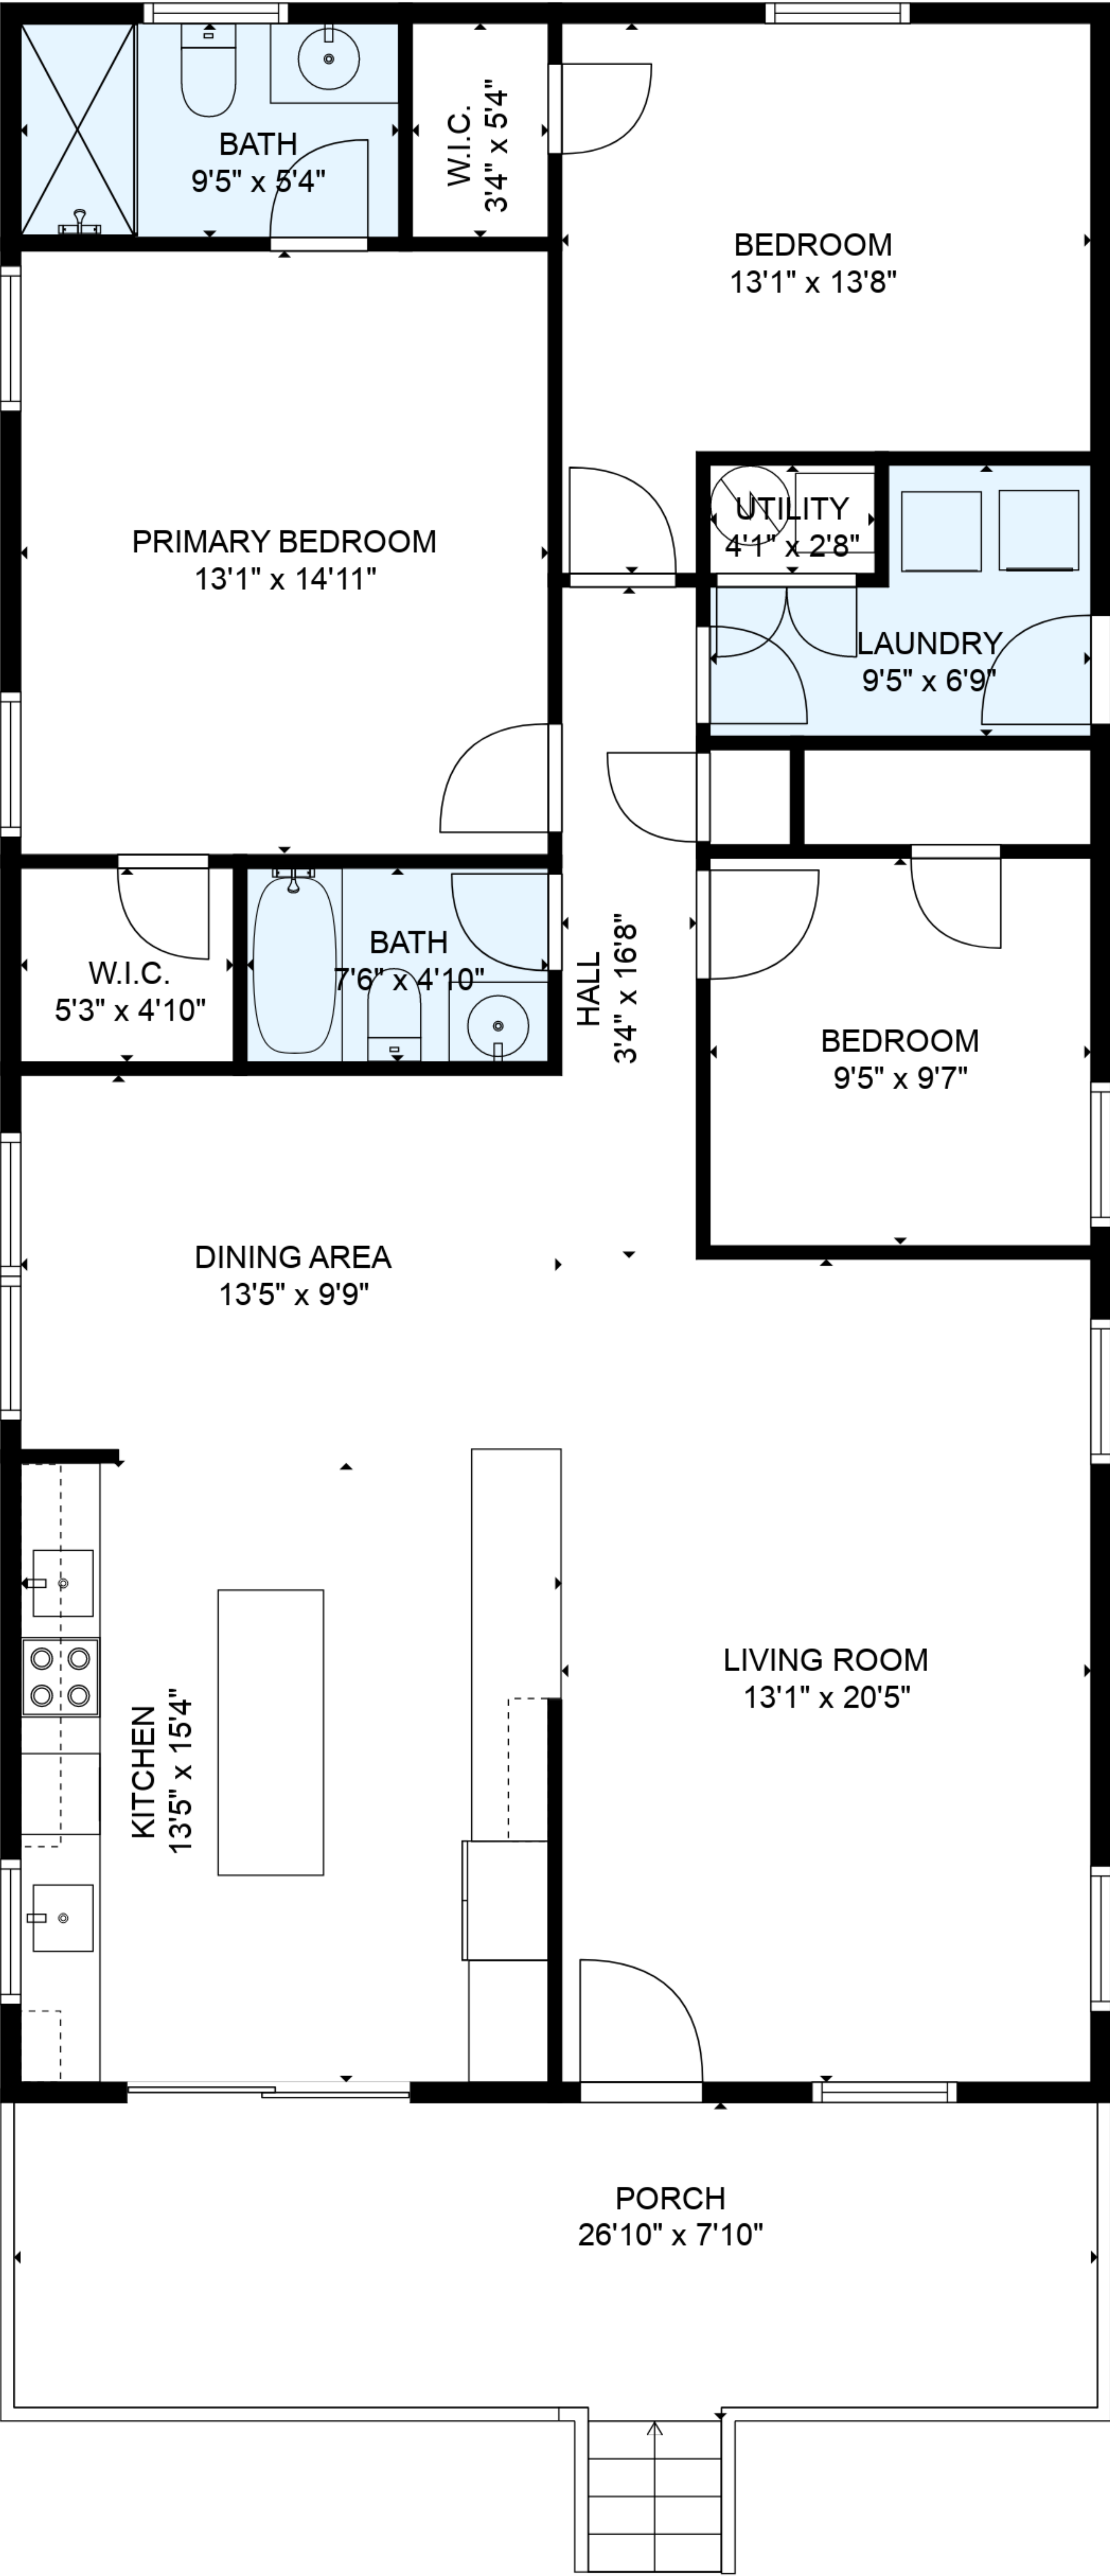 BATH
9'5" x 5'4"
W.I.C.
3'4" x 5'4"
BEDROOM
13'1" x 13'8"
PRIMARY BEDROOM
13'1" x 14'11"
UTILITY
4'1" x 2'8"
LAUNDRY
9'5" x 6'9"
W.I.C.
5'3" x 4'10"
BATH
7'6" x 4'10"
HALL
3'4" x 16'8"
BEDROOM
9'5" x 9'7"
DINING AREA
13'5" x 9'9"
LIVING ROOM
13'1" x 20'5"
KITCHEN
13'5" x 15'4"
PORCH
26'10" x 7'10"